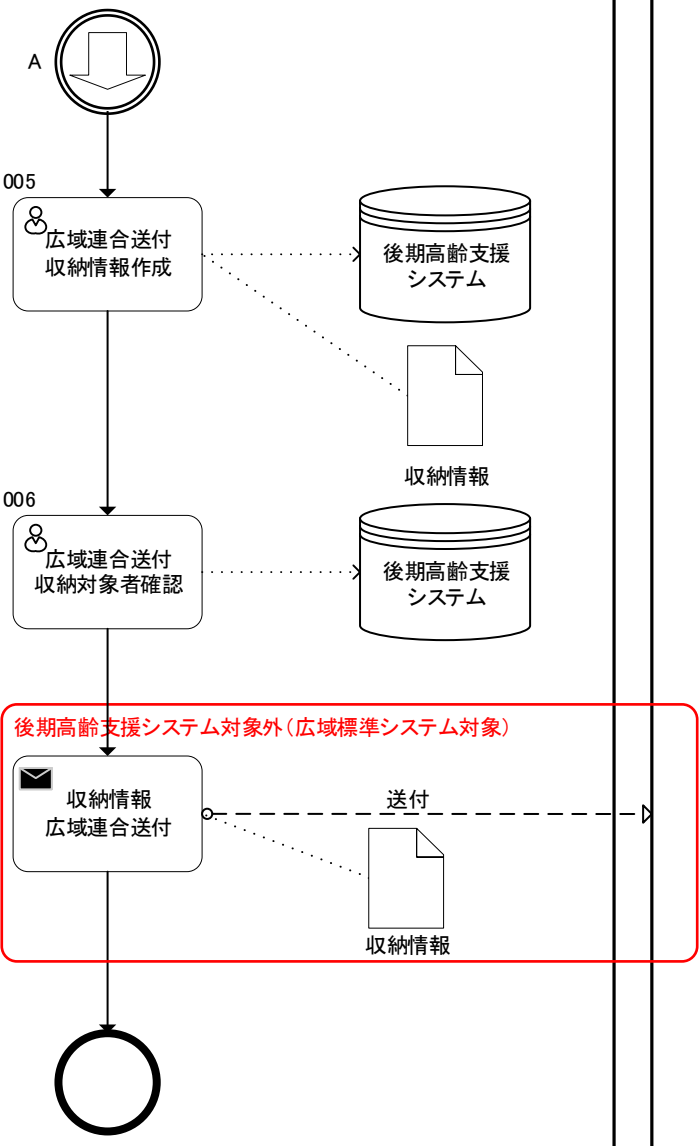 A
005
広域連合送付
収納情報作成
後期高齢支援
システム
収納情報
006
広域連合送付
収納対象者確認
後期高齢支援
システム
後期高齢支援システム対象外（広域標準システム対象）
収納情報
広域連合送付
送付
収納情報